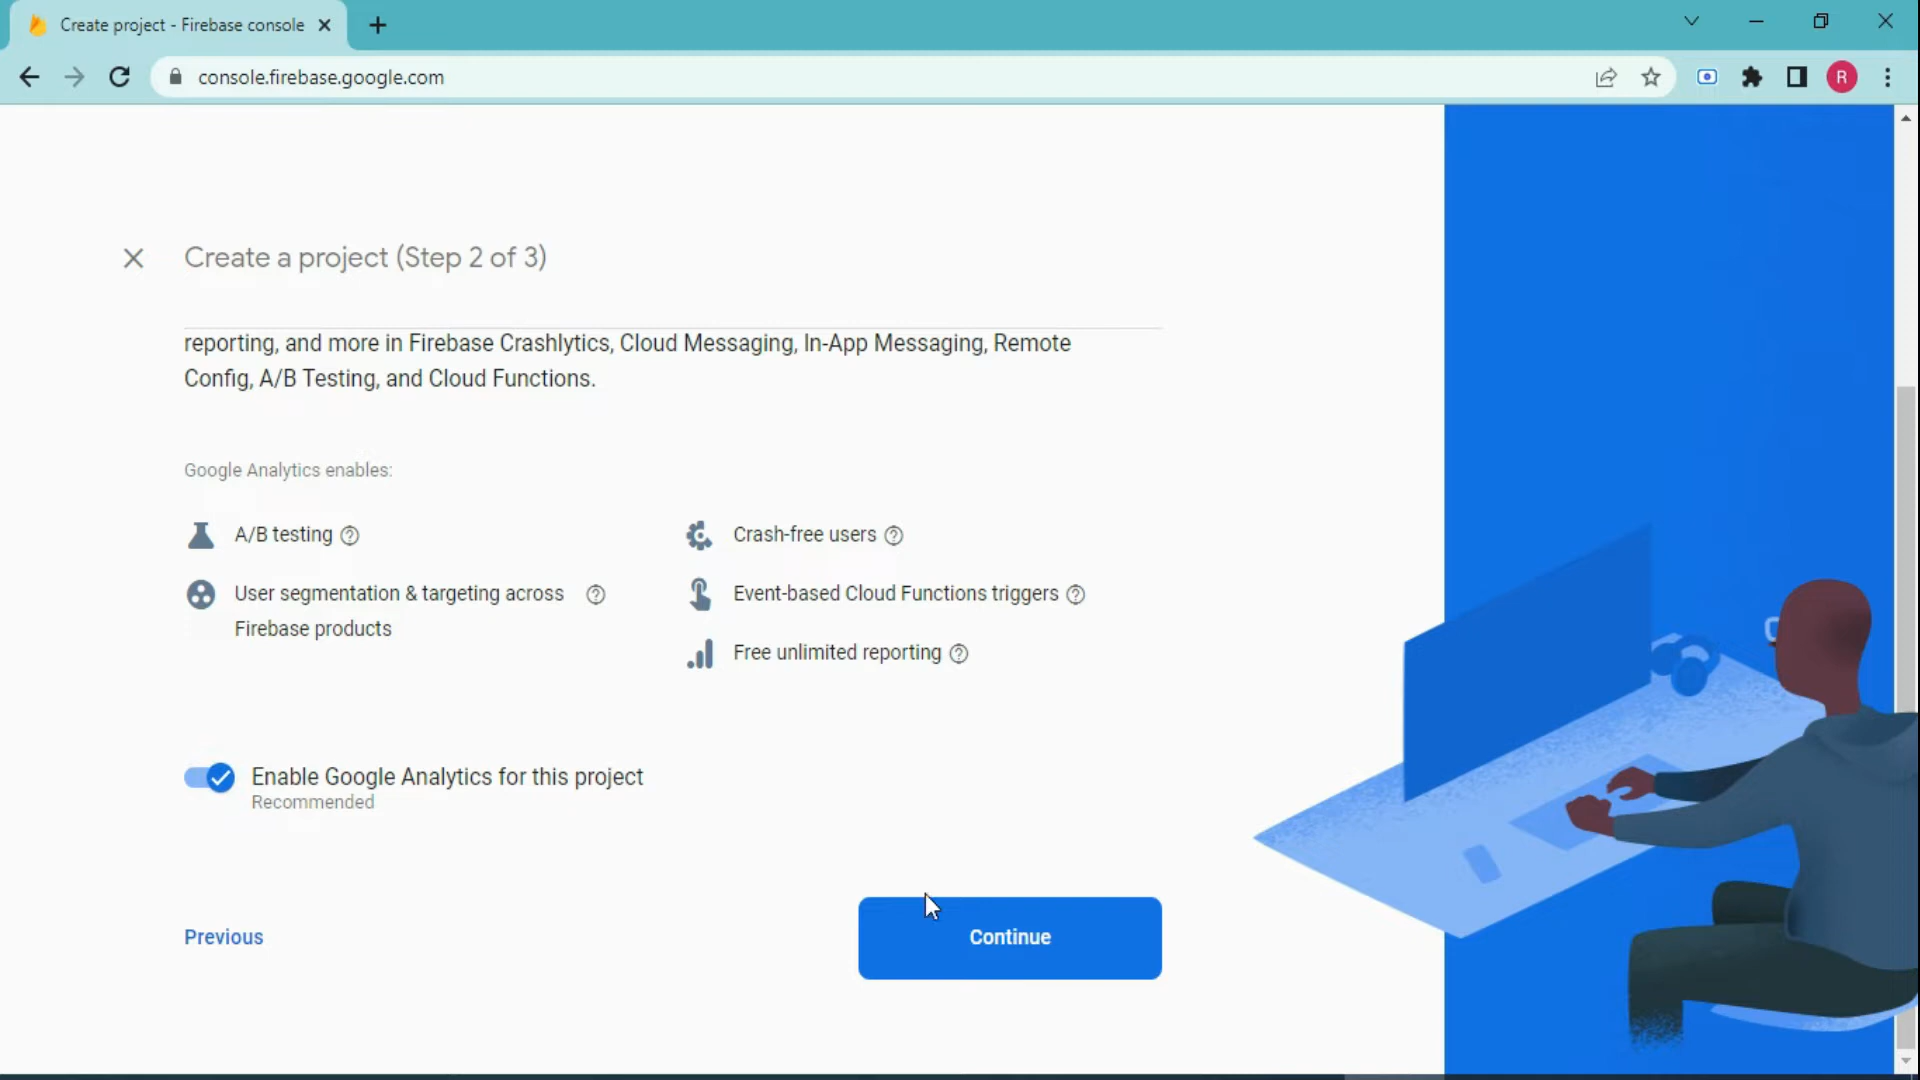 Create project - Firebase console
console.firebase.google.com
R
Create a project (Step 2 of 3)
reporting, and more in Firebase Crashlytics, Cloud Messaging, In-App Messaging, Remote
Config, A/B Testing, and Cloud Functions.
Google Analytics enables:
A/B testing
Crash-free users
User segmentation & targeting across
Firebase products
Event-based Cloud Functions triggers
Free unlimited reporting
Enable Google Analytics for this project
Recommended
Previous
Continue